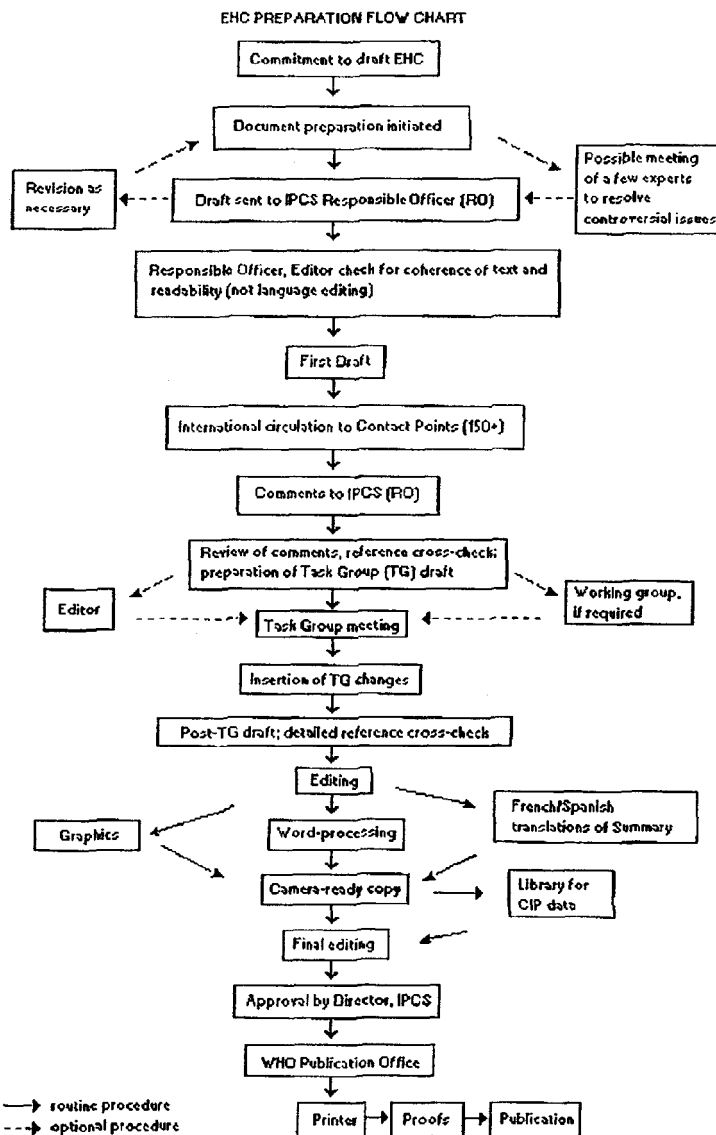 EHC PREPARATION FLOW CHART
Commitment to draft EHC
Document preparation initiated
Possible meeting
of a few experts
to resolve
controversial issues
Revision as
necessary
Draft sent to IPCS Responsible Officer (RO)
Responsible Officer, Editor check for coherence of text and
readability (not language editing)
First Draft
International circulation to Contact Points (150+)
Comments to IPCS (RO)
Review of comments, reference cross-check;
preparation of Task Group (TG) draft
Editor
Working group,
if required
Task Group meeting
Insertion of TG changes
Post-TG draft; detailed reference cross-check
Editing
French/Spanish
translations of Summary
Graphics
Word-processing
Camera-ready copy
Library for
CIP data
Final editing
Approval by Director, IPCS
WHO Publication Office
routine procedure
optional procedure
Printer
Proofs
Publication